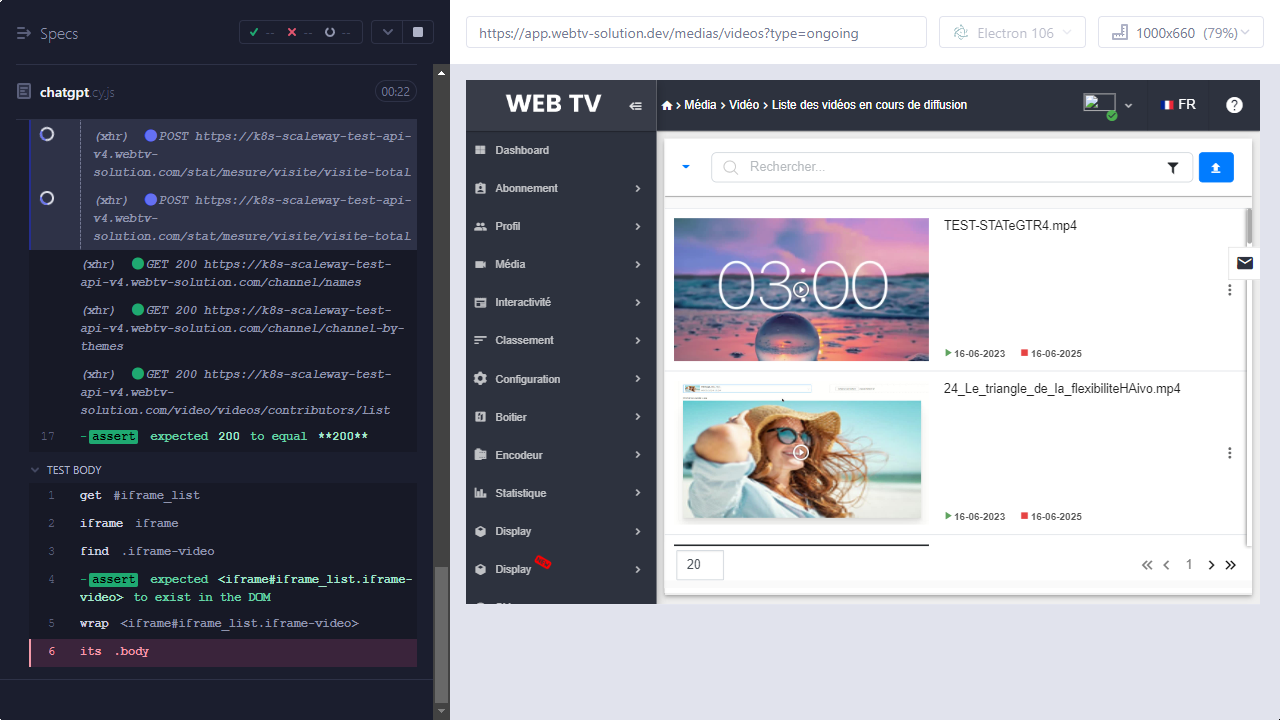 Specs
-- -- --
chatgpt.cy.js
00:22
(xhr) POST https://k8s-scaleway-test-api-
v4.webtv-
solution.com/stat/mesure/visite/visite-total
(xhr) POST https://k8s-scaleway-test-api-
v4.webtv-
solution.com/stat/mesure/visite/visite-total
(xhr) GET 200 https://k8s-scaleway-test-
api-v4.webtv-solution.com/channel/names
(xhr) GET 200 https://k8s-scaleway-test-
api-v4.webtv-solution.com/channel/channel-by-
themes
(xhr) GET 200 https://k8s-scaleway-test-
api-v4.webtv-
solution.com/video/videos/contributors/list
17 -assert expected 200 to equal **200**
TEST BODY
1 get #iframe_list
2 iframe iframe
3 find .iframe-video
4 -assert expected <iframe#iframe_list.iframe-
video> to exist in the DOM
5 wrap <iframe#iframe_list.iframe-video>
6 its .body
https://app.webtv-solution.dev/medias/videos?type=ongoing
Electron 106
1000x660 (79%)
WEB TV
Média Vidéo Liste des vidéos en cours de diffusion
FR
Dashboard
Abonnement
Profil
Média
Interactivité
Classement
Configuration
Boitier
Encodeur
Statistique
Display
Display
Rechercher...
TEST-STATeGTR4.mp4
03:00
16-06-2023 16-06-2025
24_Le_triangle_de_la_flexibiliteHAivo.mp4
16-06-2023 16-06-2025
20
1